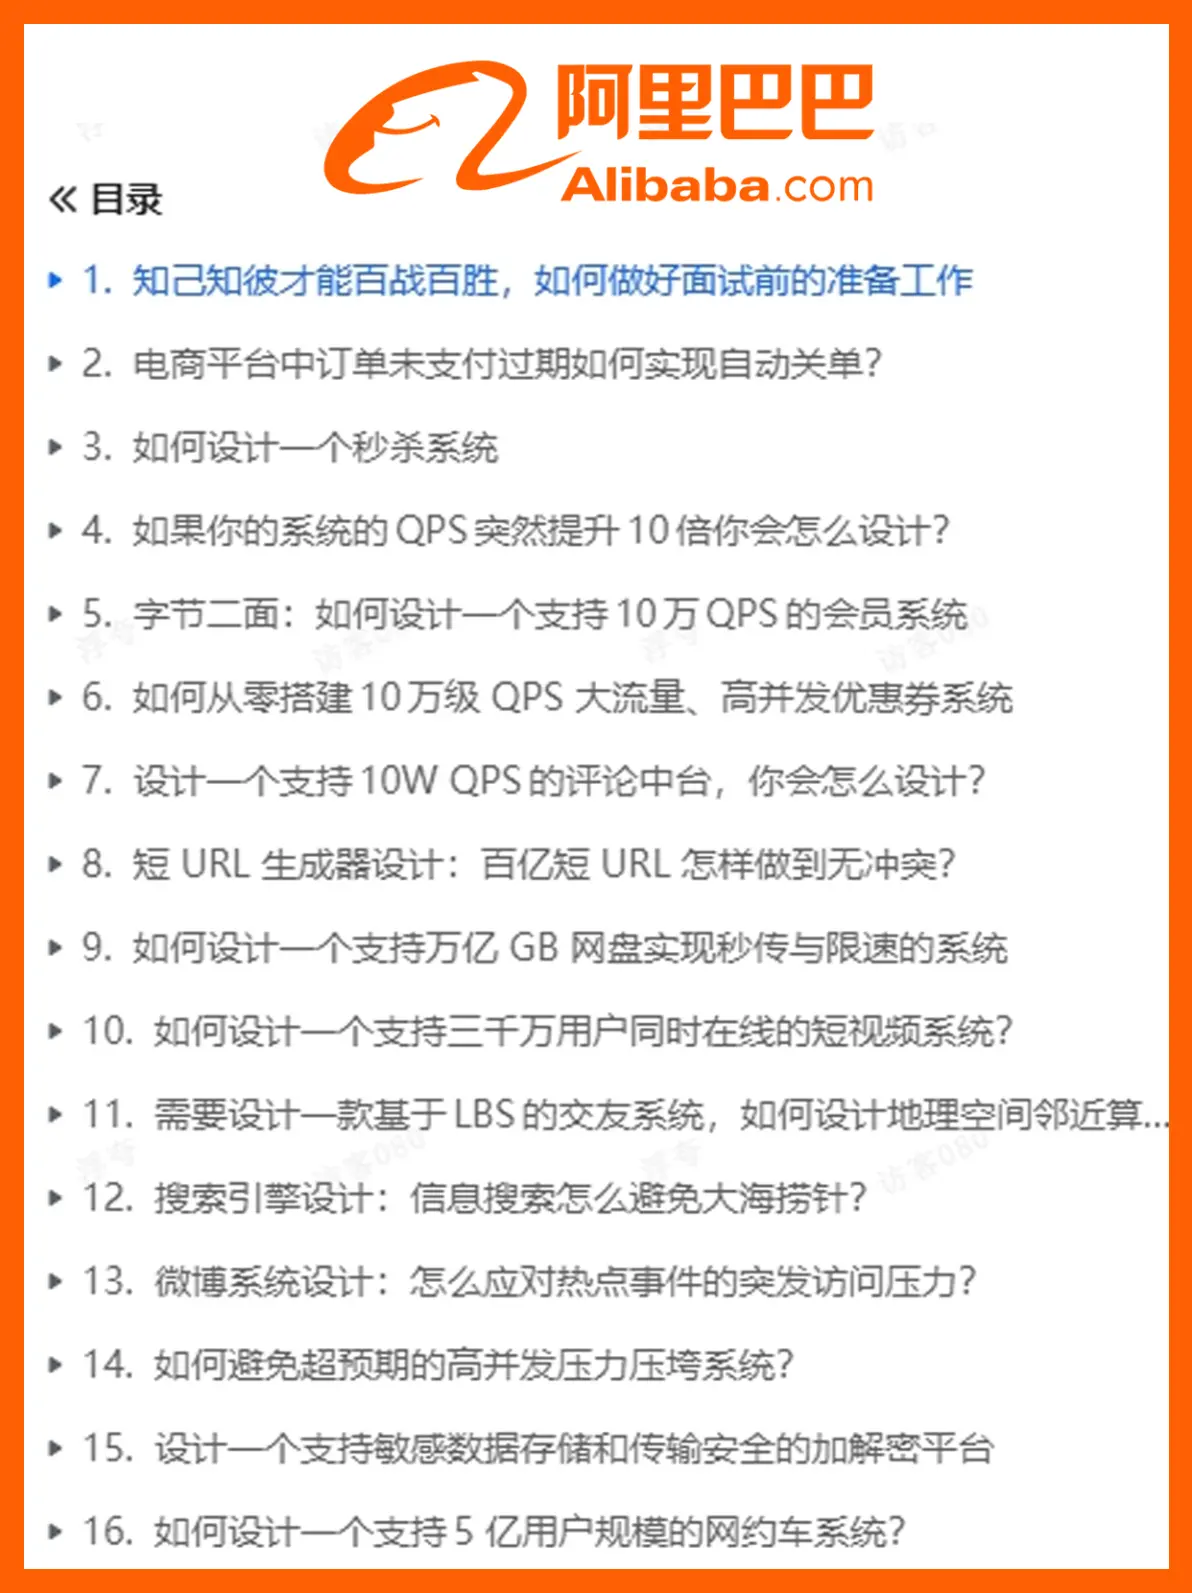 阿里巴巴
Alibaba.com
« 目录
1. 知己知彼才能百战百胜，如何做好面试前的准备工作
2. 电商平台中订单未支付过期如何实现自动关单？
3. 如何设计一个秒杀系统
4. 如果你的系统的 QPS 突然提升 10 倍你会怎么设计？
5. 字节二面：如何设计一个支持 10 万 QPS 的会员系统
6. 如何从零搭建 10 万级 QPS 大流量、高并发优惠券系统
7. 设计一个支持 10W QPS 的评论中台，你会怎么设计？
8. 短 URL 生成器设计：百亿短 URL 怎样做到无冲突？
9. 如何设计一个支持万亿 GB 网盘实现秒传与限速的系统
10. 如何设计一个支持三千万用户同时在线的短视频系统？
11. 需要设计一款基于 LBS 的交友系统，如何设计地理空间邻近算...
12. 搜索引擎设计：信息搜索怎么避免大海捞针？
13. 微博系统设计：怎么应对热点事件的突发访问压力？
14. 如何避免超预期的高并发压力压垮系统？
15. 设计一个支持敏感数据存储和传输安全的加解密平台
16. 如何设计一个支持 5 亿用户规模的网约车系统？
访客080